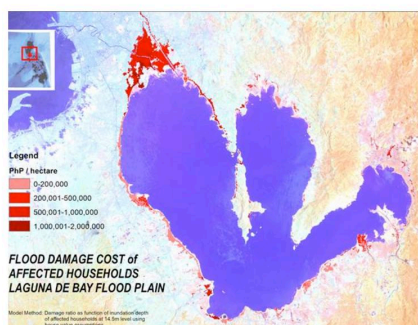 Legend
PhP / hectare
0-200,000
200,001-500,000
500,001-1,000,000
1,000,001-2,000,000
FLOOD DAMAGE COST of
AFFECTED HOUSEHOLDS
LAGUNA DE BAY FLOOD PLAIN
Model Method: Damage ratio as function of inundation depth
of affected households at 14.5m level using